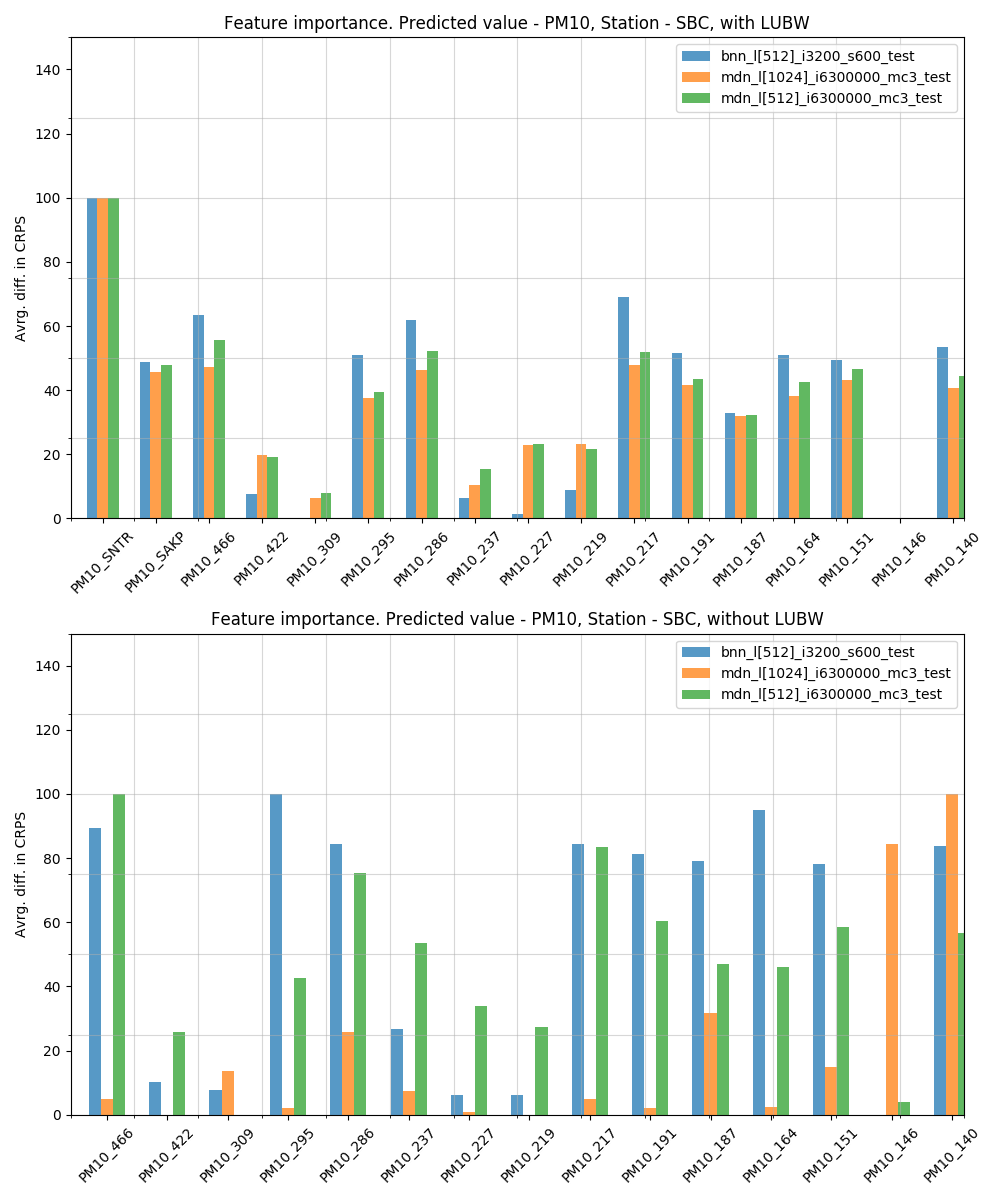 Feature importance. Predicted value - PM10, Station - SBC, with LUBW
bnn_l[512]_i3200_s600_test
mdn_l[1024]_i6300000_mc3_test
mdn_l[512]_i6300000_mc3_test
Avrg. diff. in CRPS
140
120
100
80
60
40
20
0
PM10_SNTR
PM10_SAKP
PM10_466
PM10_422
PM10_309
PM10_295
PM10_286
PM10_237
PM10_227
PM10_219
PM10_217
PM10_191
PM10_187
PM10_164
PM10_151
PM10_146
PM10_140
Feature importance. Predicted value - PM10, Station - SBC, without LUBW
bnn_l[512]_i3200_s600_test
mdn_l[1024]_i6300000_mc3_test
mdn_l[512]_i6300000_mc3_test
Avrg. diff. in CRPS
140
120
100
80
60
40
20
0
PM10_466
PM10_422
PM10_309
PM10_295
PM10_286
PM10_237
PM10_227
PM10_219
PM10_217
PM10_191
PM10_187
PM10_164
PM10_151
PM10_146
PM10_140